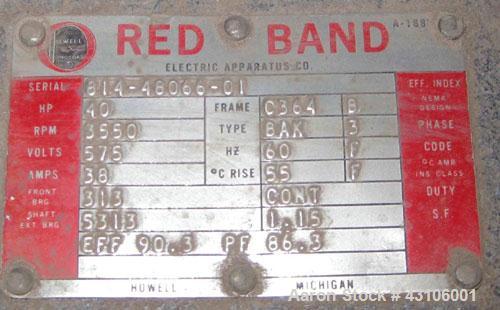 HOWELL
RED BAND
A-188
ELECTRIC APPARATUS CO.
SERIAL 814-48066-01 EFF. INDEX
HP 40 FRAME C364 B NEMA DESIGN
RPM 3550 TYPE BAK 3 PHASE
VOLTS 575 HZ 60 F CODE
AMPS 38 °C RISE 55 F °C AMB INS CLASS
FRONT BRG 313 CONT DUTY
SHAFT EXT BRG 5313 1.15 S.F.
EFF 90.3 PF 86.3
HOWELL MICHIGAN
Aaron Stock # 43106001